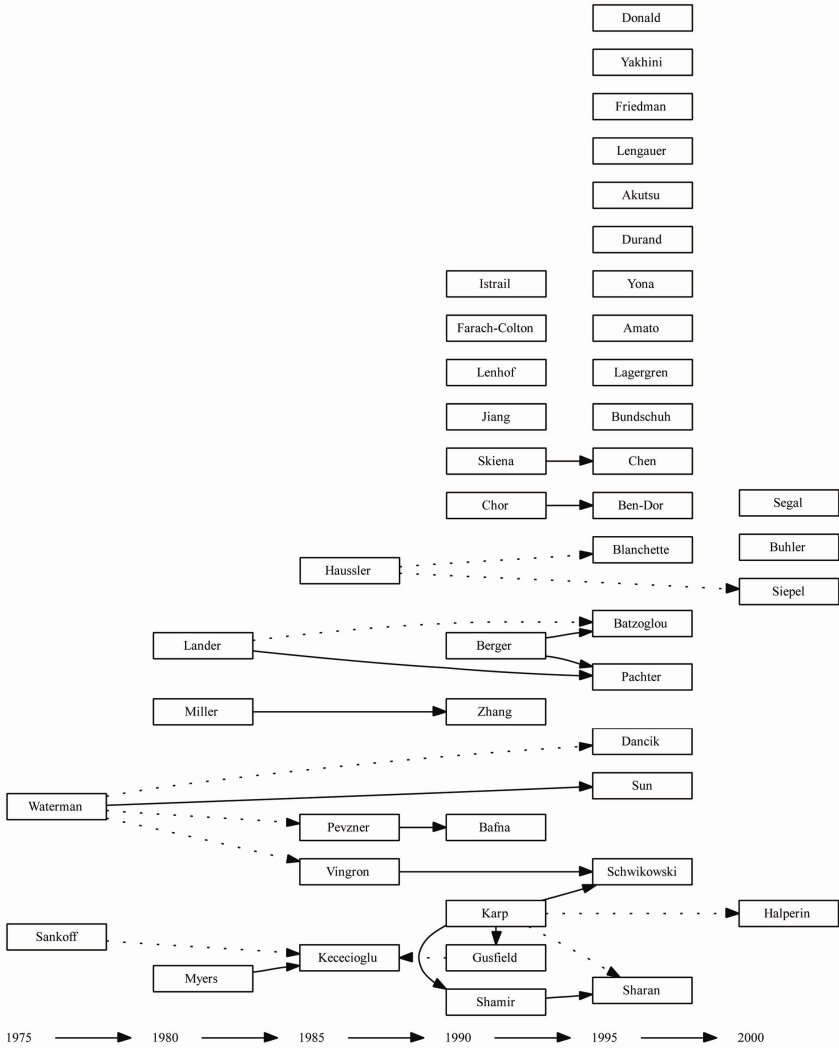 Donald
Yakhini
Friedman
Lengauer
Akutsu
Durand
Istrail Yona
Farach-Colton Amato
Lenhof Lagergren
Jiang Bundschuh
Skiena Chen
Chor Ben-Dor Segal
Blanchette Buhler
Haussler
Siepel
Batzoglou
Lander Berger
Pachter
Miller Zhang
Dancik
Sun
Waterman
Pevzner Bafna
Vingron Schwikowski
Karp Halperin
Sankoff
Kececioglu Gusfield
Myers
Sharan
Shamir
1975 1980 1985 1990 1995 2000